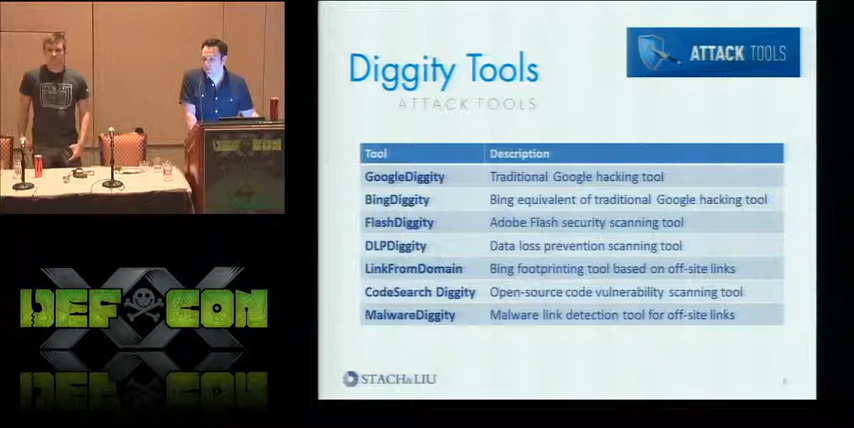 Diggity Tools
ATTACK TOOLS
ATTACK TOOLS
Tool Description
GoogleDiggity Traditional Google hacking tool
BingDiggity Bing equivalent of traditional Google hacking tool
FlashDiggity Adobe Flash security scanning tool
DLPDiggity Data loss prevention scanning tool
LinkFromDomain Bing footprinting tool based on off-site links
CodeSearch Diggity Open-source code vulnerability scanning tool
MalwareDiggity Malware link detection tool for off-site links
STACH&LIU
DEF CON
XX
DEF CON